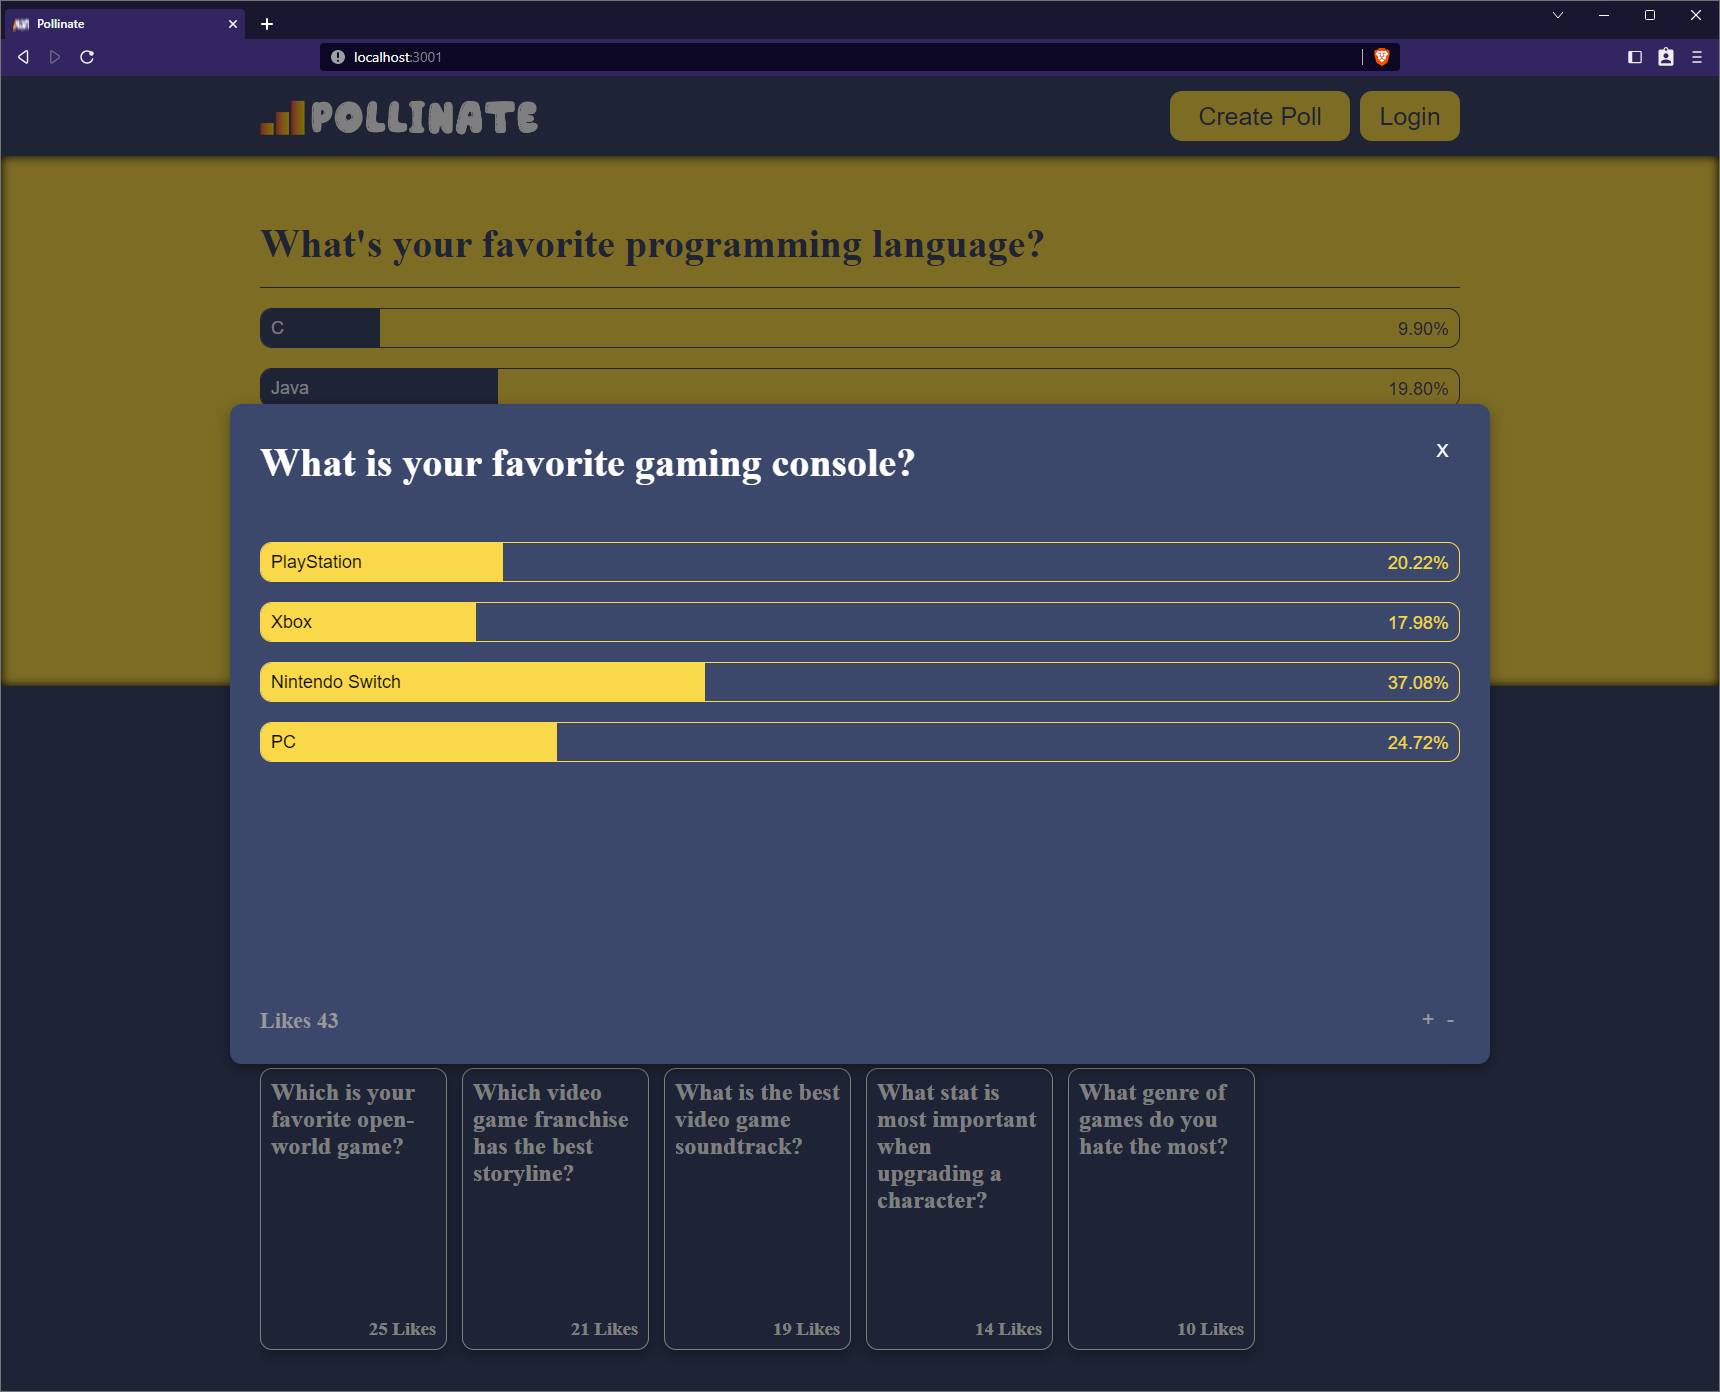 Pollinate
localhost:3001
POLLINATE
Create Poll
Login
What's your favorite programming language?
C
9.90%
Java
19.80%
What is your favorite gaming console?
X
PlayStation
20.22%
Xbox
17.98%
Nintendo Switch
37.08%
PC
24.72%
Likes 43
+ -
Which is your
favorite open-
world game?
25 Likes
Which video
game franchise
has the best
storyline?
21 Likes
What is the best
video game
soundtrack?
19 Likes
What stat is
most important
when
upgrading a
character?
14 Likes
What genre of
games do you
hate the most?
10 Likes